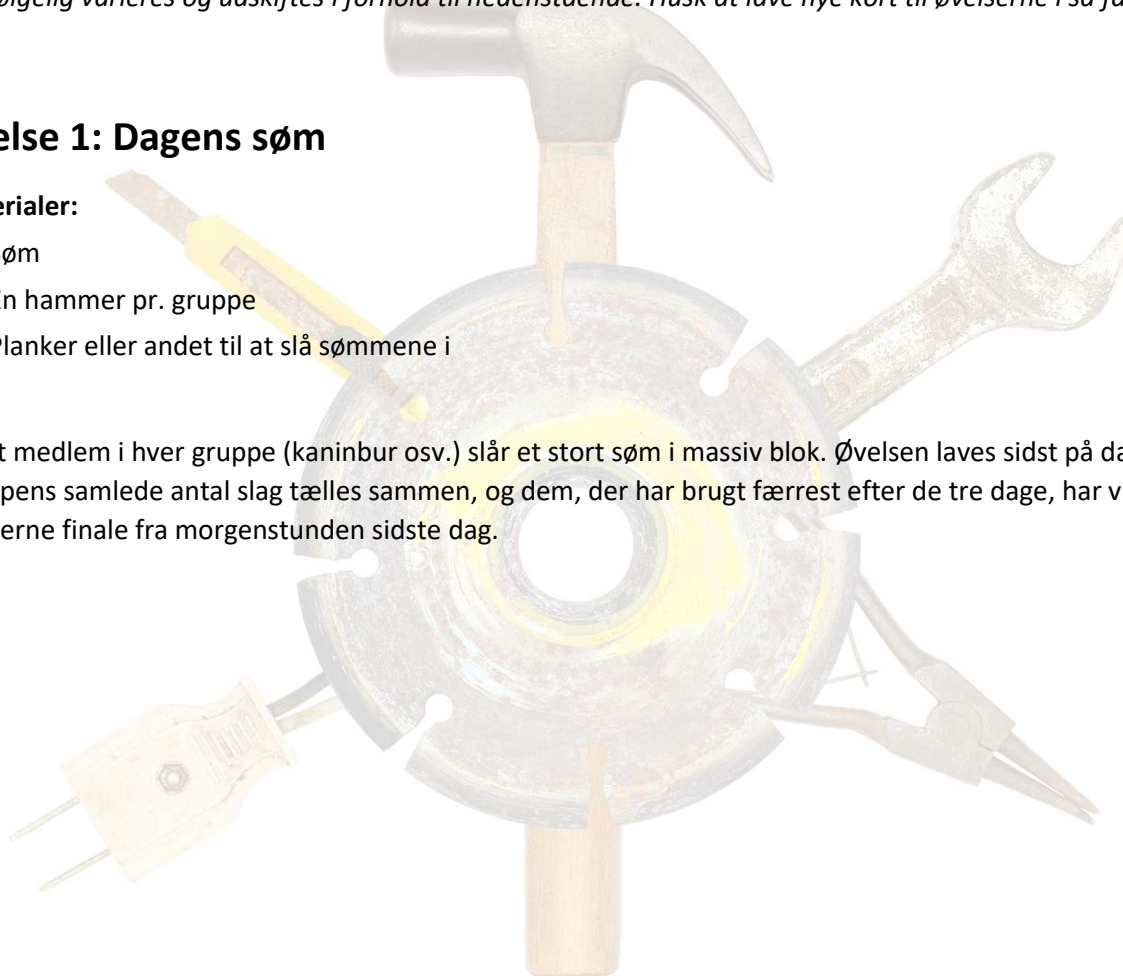 ølgelig varieres og udskiftes i forhold til nedenstående. Husk at lave nye kort til øvelserne i så
else 1: Dagens søm
erialer:
øm
n hammer pr. gruppe
Planker eller andet til at slå sømmene i
t medlem i hver gruppe (kaninbur osv.) slår et stort søm i massiv blok. Øvelsen laves sidst på da
pens samlede antal slag tælles sammen, og dem, der har brugt færrest efter de tre dage, har v
erne finale fra morgenstunden sidste dag.